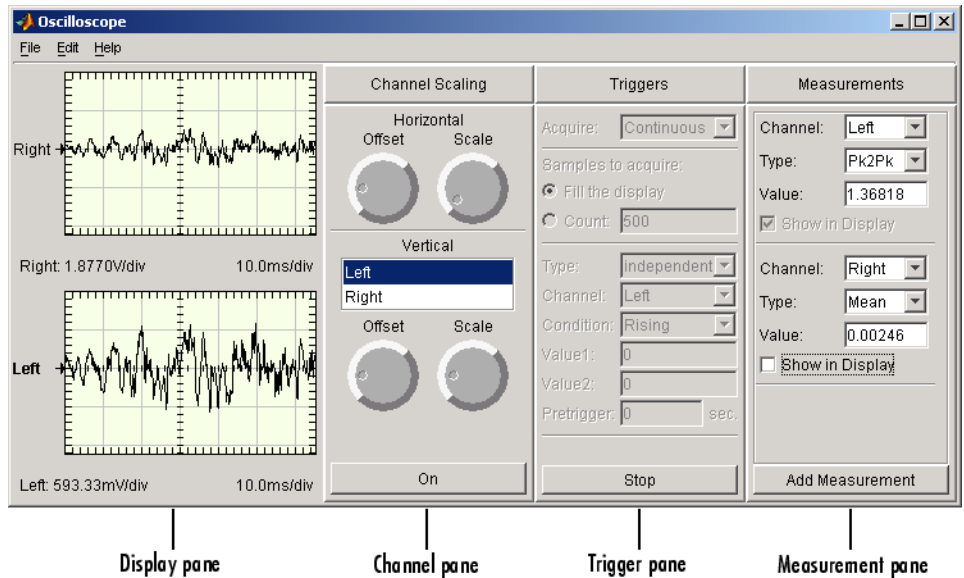 Oscilloscope
File Edit Help
Right
Right: 1.8770V/div 10.0ms/div
Left
Left: 593.33mV/div 10.0ms/div
Channel Scaling
Horizontal
Offset Scale
Vertical
Left
Right
Offset Scale
On
Triggers
Acquire: Continuous
Samples to acquire:
Fill the display
Count: 500
Type: independent
Channel: Left
Condition: Rising
Value1: 0
Value2: 0
Pretrigger: 0 sec.
Stop
Measurements
Channel: Left
Type: Pk2Pk
Value: 1.36818
Show in Display
Channel: Right
Type: Mean
Value: 0.00246
Show in Display
Add Measurement
Display pane
Channel pane
Trigger pane
Measurement pane